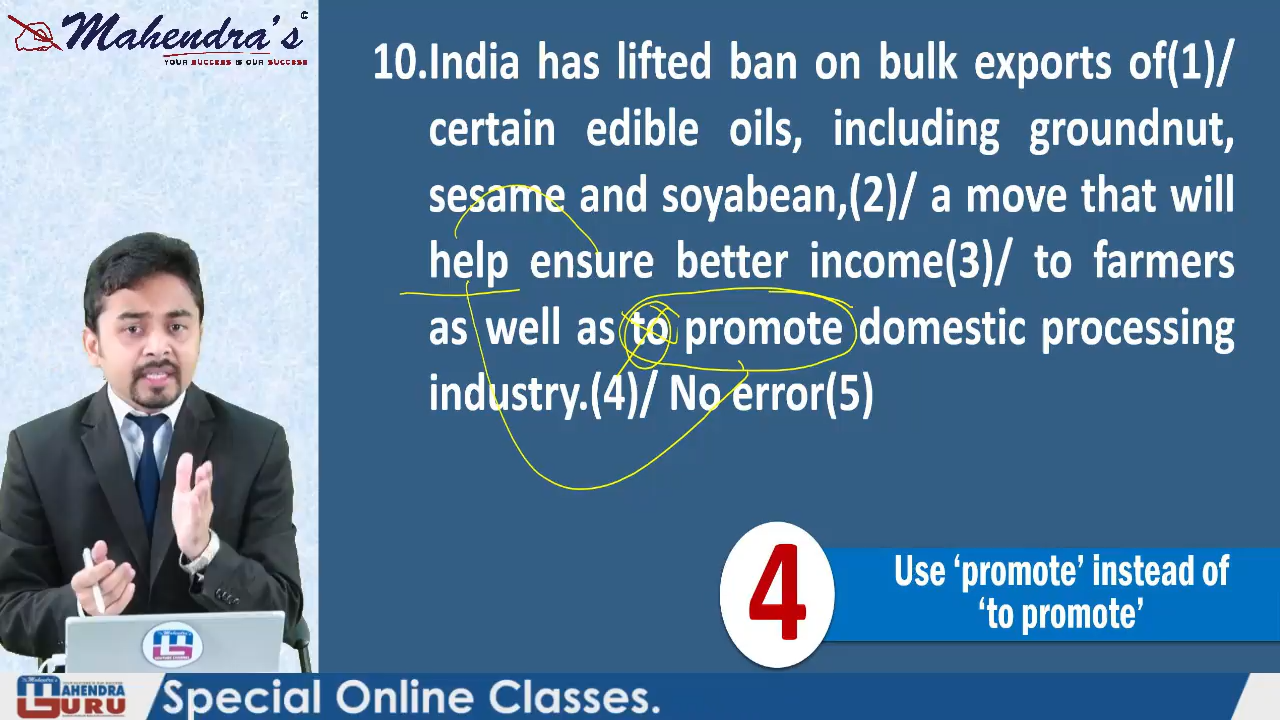 Mahendra's
YOUR SUCCESS IS OUR SUCCESS
10.India has lifted ban on bulk exports of(1)/
certain edible oils, including groundnut,
sesame and soyabean,(2)/ a move that will
help ensure better income(3)/ to farmers
as well as to promote domestic processing
industry.(4)/ No error(5)
4
Use ‘promote’ instead of
‘to promote’
MAHENDRA
GURU
Special Online Classes.